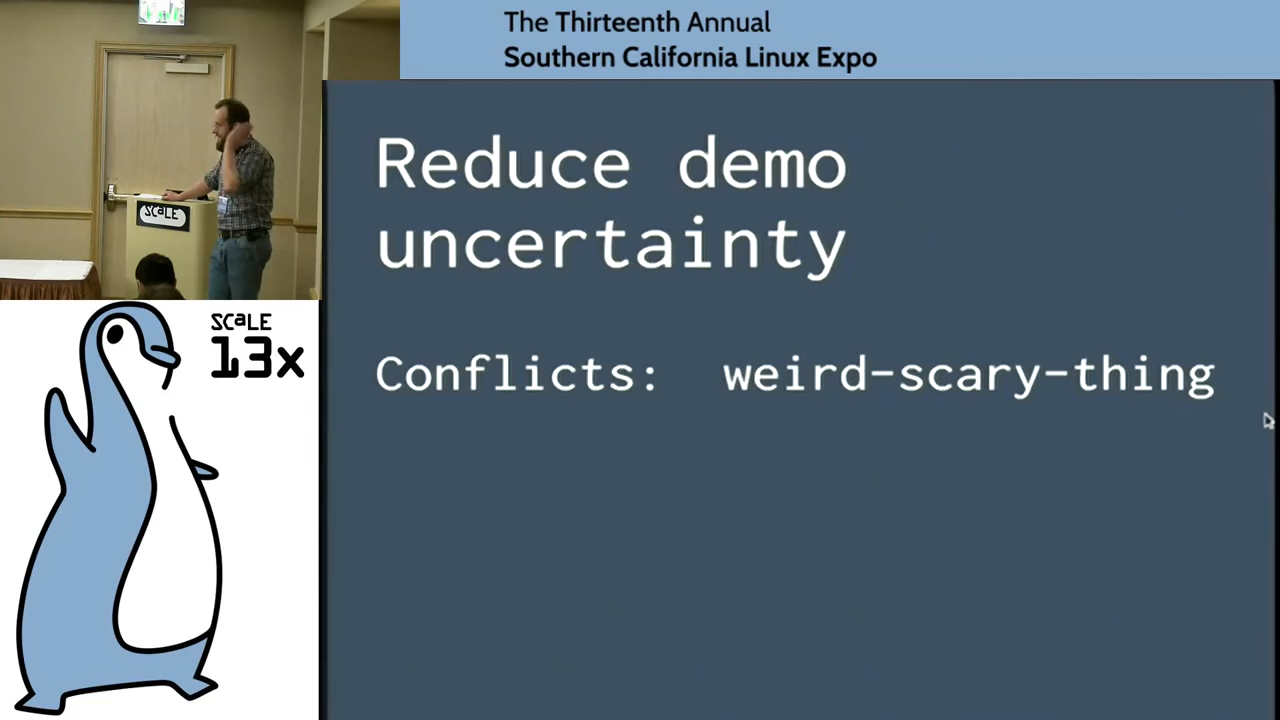 The Thirteenth Annual
Southern California Linux Expo
SCaLE
Reduce demo
uncertainty
Conflicts: weird-scary-thing
SCaLE
13x